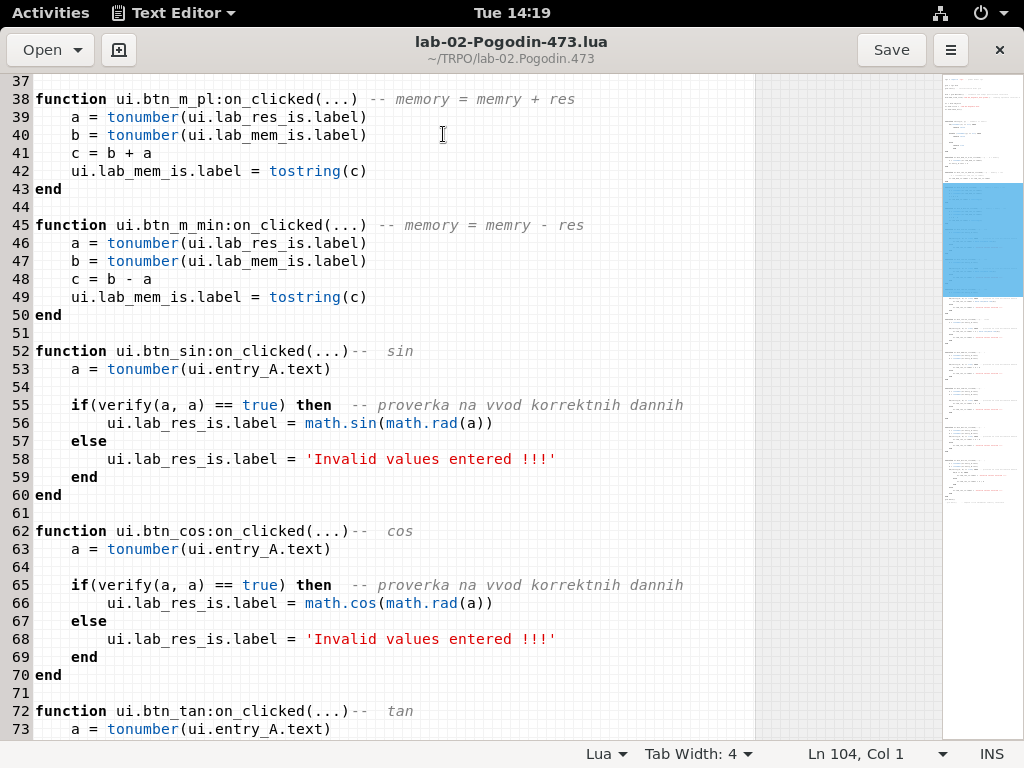 Activities Text Editor Tue 14:19
Open lab-02-Pogodin-473.lua Save
~/TRPO/lab-02.Pogodin.473
37
38 function ui.btn_m_pl:on_clicked(...) -- memory = memry + res
39 a = tonumber(ui.lab_res_is.label)
40 b = tonumber(ui.lab_mem_is.label)
41 c = b + a
42 ui.lab_mem_is.label = tostring(c)
43 end
44
45 function ui.btn_m_min:on_clicked(...) -- memory = memry - res
46 a = tonumber(ui.lab_res_is.label)
47 b = tonumber(ui.lab_mem_is.label)
48 c = b - a
49 ui.lab_mem_is.label = tostring(c)
50 end
51
52 function ui.btn_sin:on_clicked(...)--  sin
53 a = tonumber(ui.entry_A.text)
54
55 if(verify(a, a) == true) then  -- proverka na vvod korrektnih dannih
56 ui.lab_res_is.label = math.sin(math.rad(a))
57 else
58 ui.lab_res_is.label = 'Invalid values entered !!!'
59 end
60 end
61
62 function ui.btn_cos:on_clicked(...)--  cos
63 a = tonumber(ui.entry_A.text)
64
65 if(verify(a, a) == true) then  -- proverka na vvod korrektnih dannih
66 ui.lab_res_is.label = math.cos(math.rad(a))
67 else
68 ui.lab_res_is.label = 'Invalid values entered !!!'
69 end
70 end
71
72 function ui.btn_tan:on_clicked(...)--  tan
73 a = tonumber(ui.entry_A.text)
Lua Tab Width: 4 Ln 104, Col 1 INS